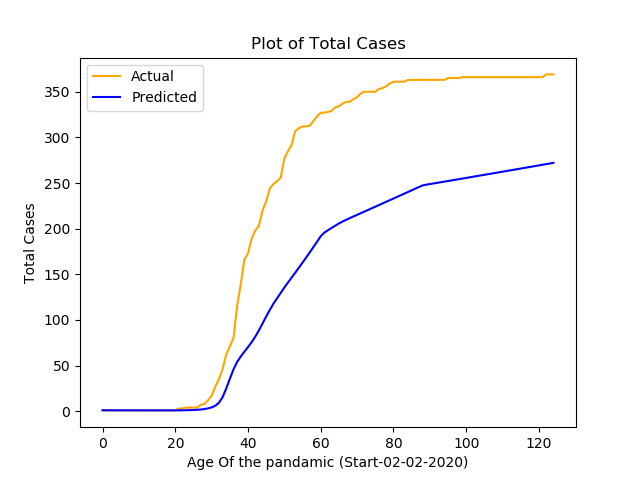 Plot of Total Cases
Actual
Predicted
350
300
250
200
150
100
50
0
Total Cases
0 20 40 60 80 100 120
Age Of the pandamic (Start-02-02-2020)